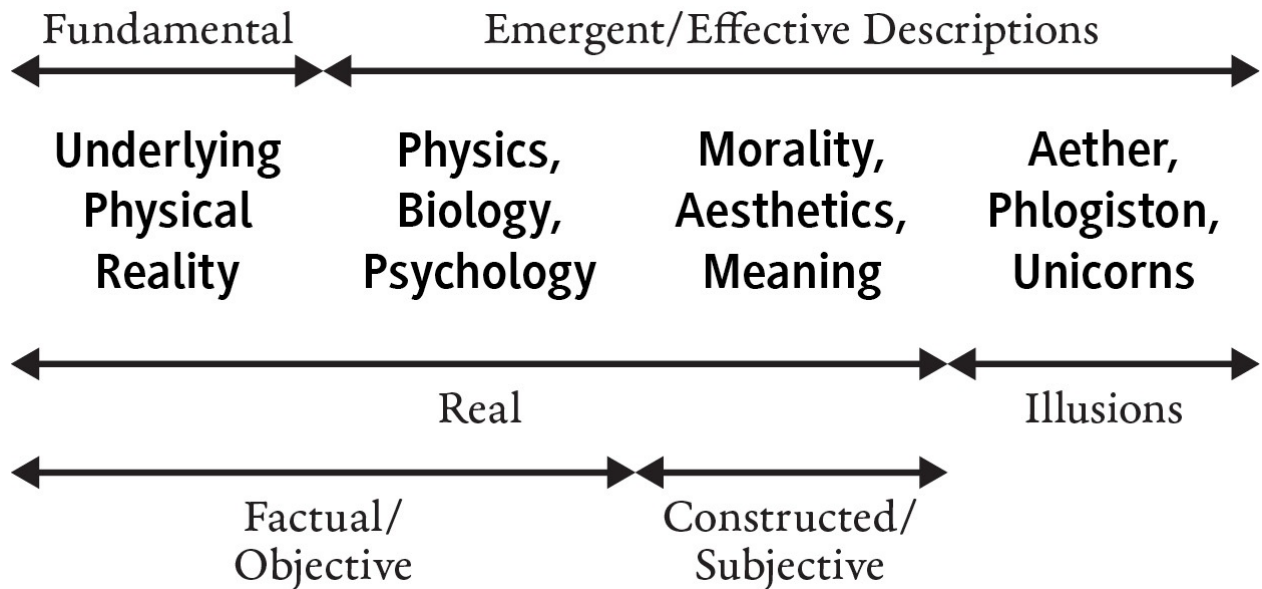 Fundamental
Emergent/Effective Descriptions
Underlying
Physical
Reality
Physics,
Biology,
Psychology
Morality,
Aesthetics,
Meaning
Aether,
Phlogiston,
Unicorns
Real
Illusions
Factual/
Objective
Constructed/
Subjective